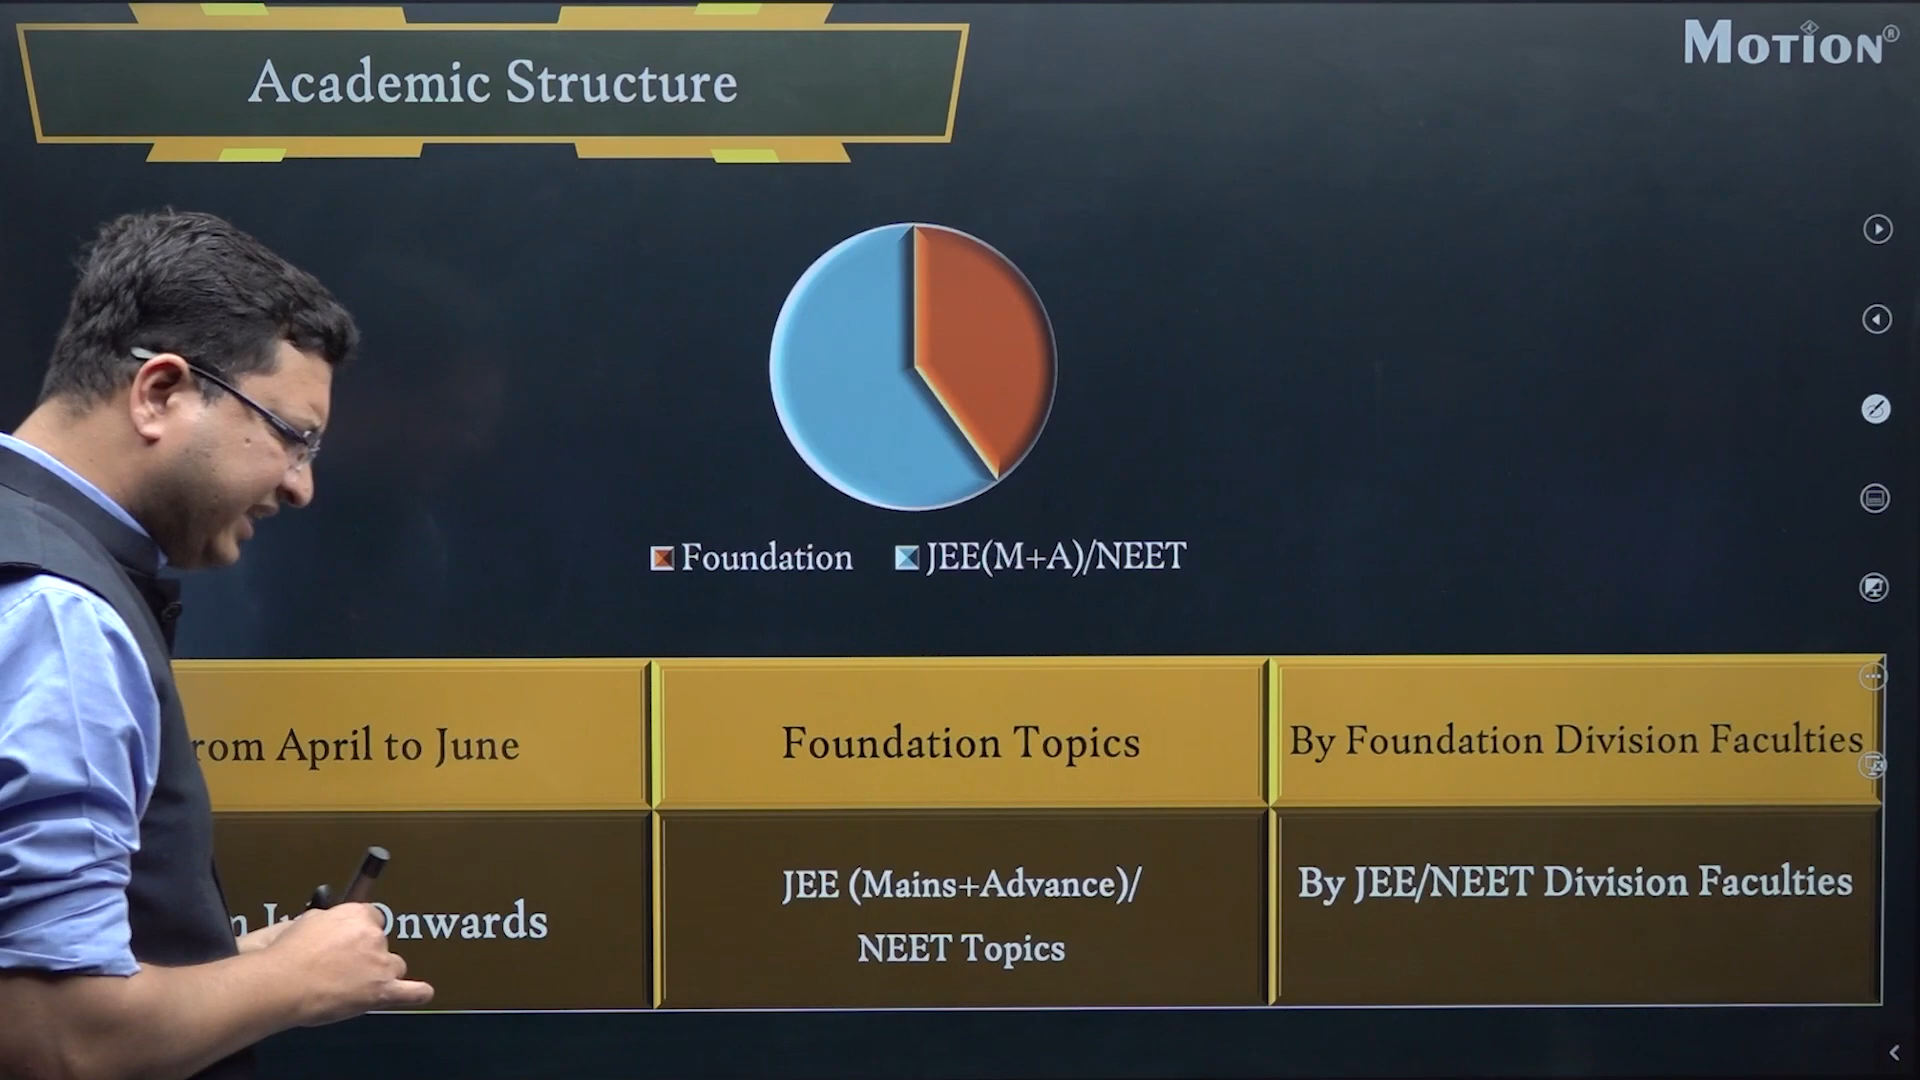 Academic Structure
MOTION®
Foundation
JEE(M+A)/NEET
rom April to June
Foundation Topics
By Foundation Division Faculties
Onwards
JEE (Mains+Advance)/
NEET Topics
By JEE/NEET Division Faculties